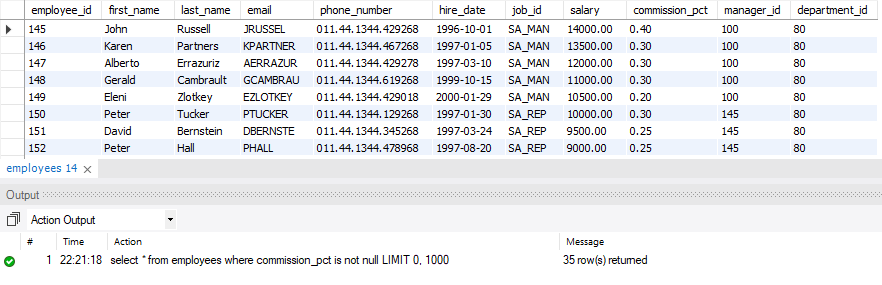 employee_id first_name last_name email phone_number hire_date job_id salary commission_pct manager_id department_id
145 John Russell JRUSSEL 011.44.1344.429268 1996-10-01 SA_MAN 14000.00 0.40 100 80
146 Karen Partners KPARTNER 011.44.1344.467268 1997-01-05 SA_MAN 13500.00 0.30 100 80
147 Alberto Errazuriz AERRAZUR 011.44.1344.429278 1997-03-10 SA_MAN 12000.00 0.30 100 80
148 Gerald Cambrault GCAMBRAU 011.44.1344.619268 1999-10-15 SA_MAN 11000.00 0.30 100 80
149 Eleni Zlotkey EZLOTKEY 011.44.1344.429018 2000-01-29 SA_MAN 10500.00 0.20 100 80
150 Peter Tucker PTUCKER 011.44.1344.129268 1997-01-30 SA_REP 10000.00 0.30 145 80
151 David Bernstein DBERNSTE 011.44.1344.345268 1997-03-24 SA_REP 9500.00 0.25 145 80
152 Peter Hall PHALL 011.44.1344.478968 1997-08-20 SA_REP 9000.00 0.25 145 80
employees 14
Output
Action Output
# Time Action Message
1 22:21:18 select * from employees where commission_pct is not null LIMIT 0, 1000 35 row(s) returned